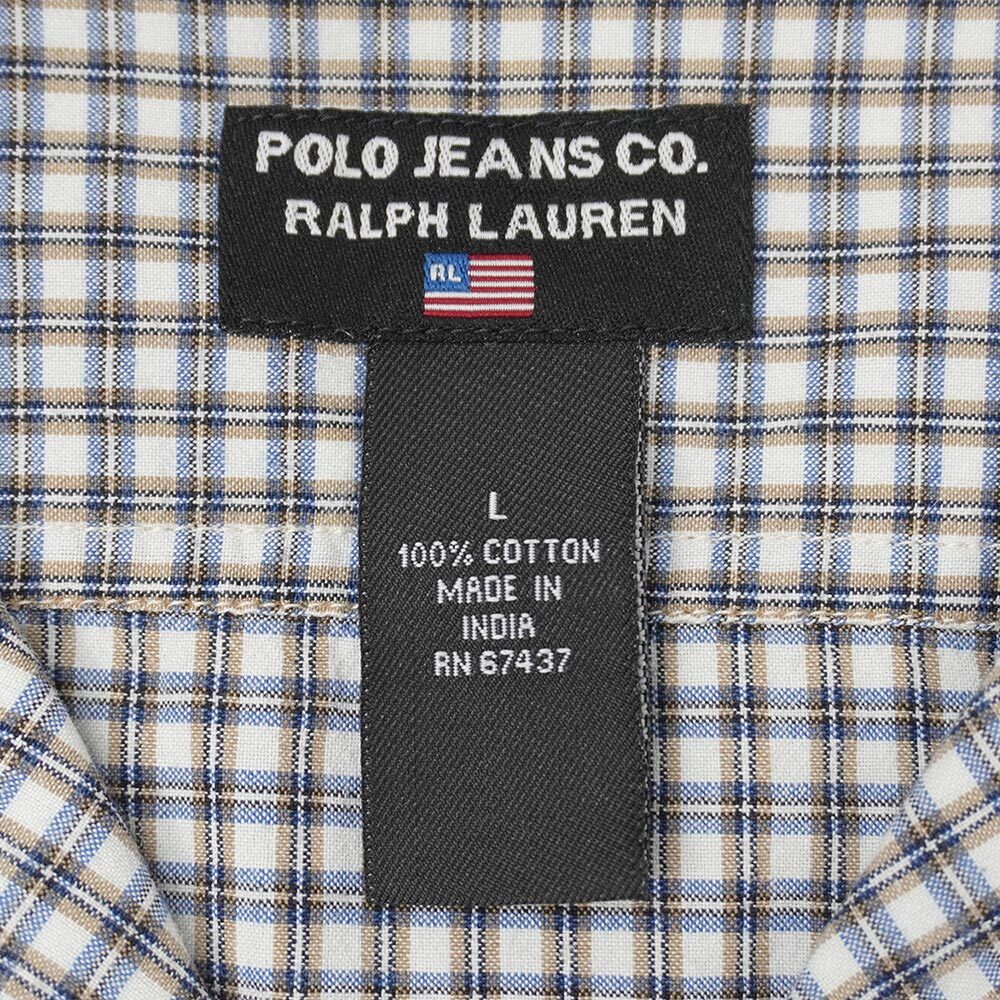 POLO JEANS CO.
RALPH LAUREN
RL
L
100% COTTON
MADE IN
INDIA
RN 67437